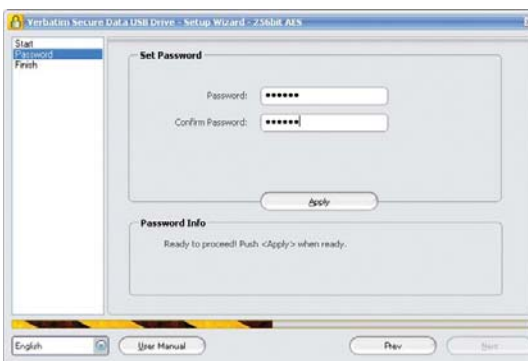 Verbatim Secure Data USB Drive - Setup Wizard - 256bit AES
Start
Password
Finish
Set Password
Password: ••••••
Confirm Password: ••••••
Apply
Password Info
Ready to proceed! Push <Apply> when ready.
English
User Manual
Prev
Next